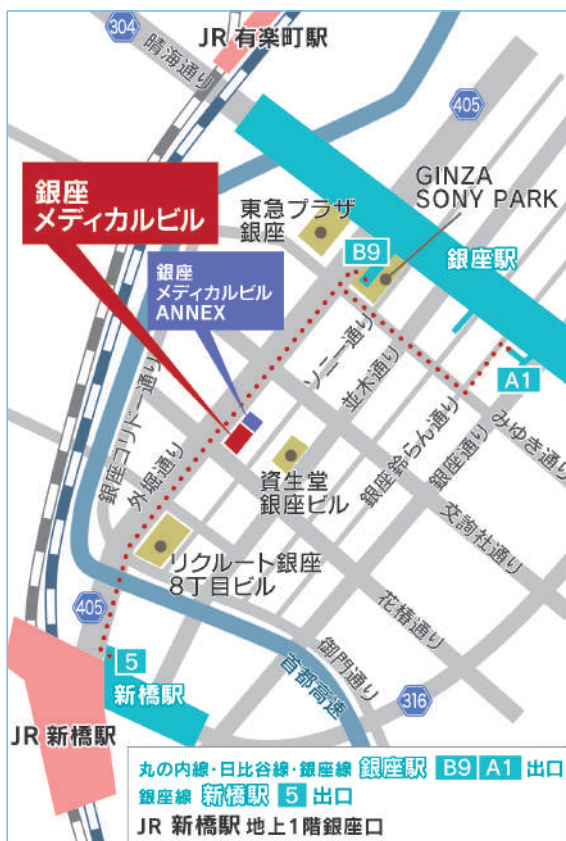 304
JR 有楽町駅
晴海通り
405
GINZA
SONY PARK
銀座
メディカルビル
東急プラザ
銀座
B9
銀座駅
銀座
メディカルビル
ANNEX
A1
ソニー通り
並木通り
銀座鈴らん通り
銀座通り
みゆき通り
銀座コリドー通り
外堀通り
資生堂
銀座ビル
交詢社通り
リクルート銀座
8丁目ビル
花椿通り
405
御門通り
首都高速
5
新橋駅
316
JR 新橋駅
丸の内線・日比谷線・銀座線 銀座駅 B9 A1 出口
銀座線 新橋駅 5 出口
JR 新橋駅 地上1階銀座口